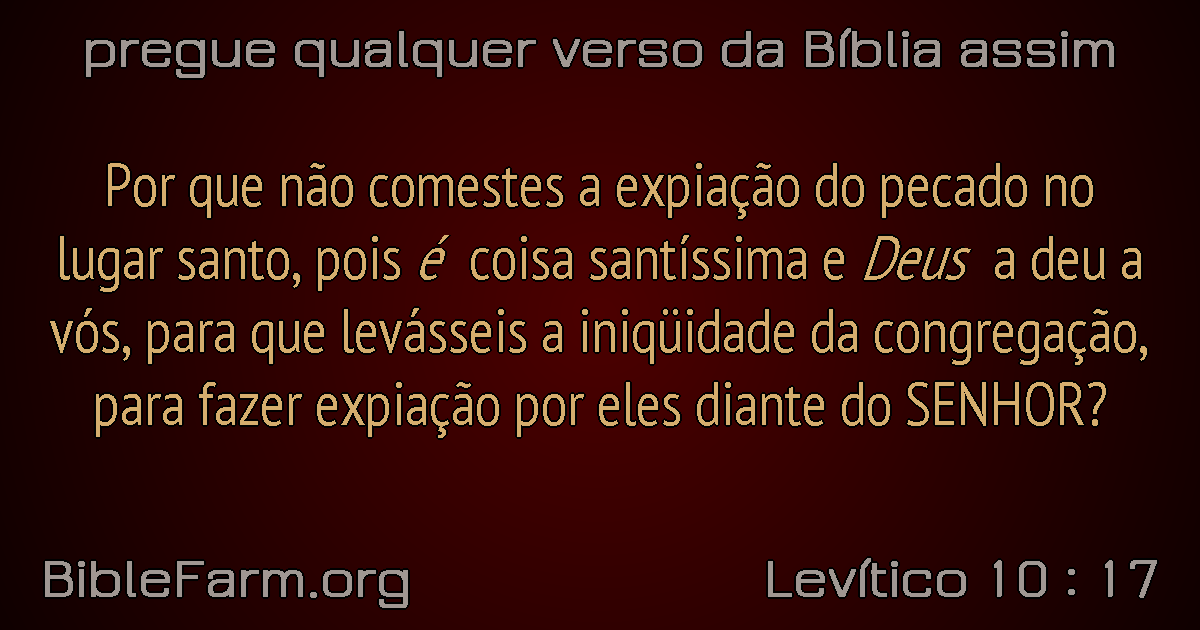 pregue qualquer verso da Bíblia assim
Por que não comestes a expiação do pecado no
lugar santo, pois é coisa santíssima e Deus a deu a
vós, para que levásseis a iniqüidade da congregação,
para fazer expiação por eles diante do SENHOR?
BibleFarm.org
Levítico 10 : 17